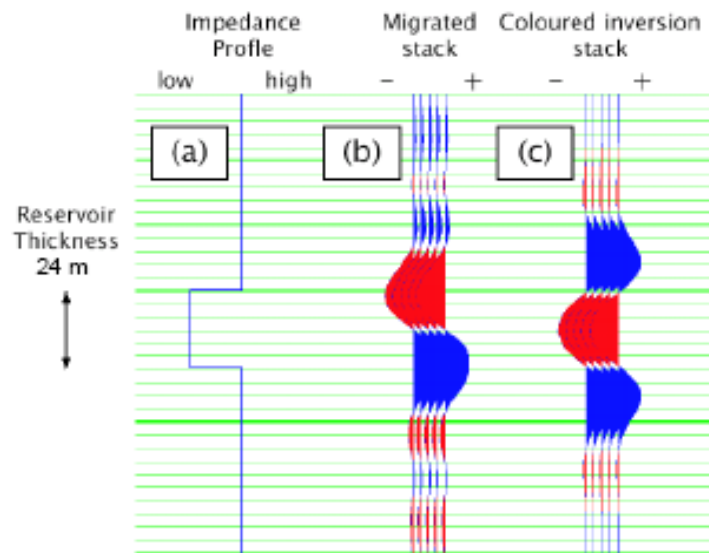 Impedance
Profle
low high
Migrated
stack
− +
Coloured inversion
stack
− +
(a)
(b)
(c)
Reservoir
Thickness
24 m